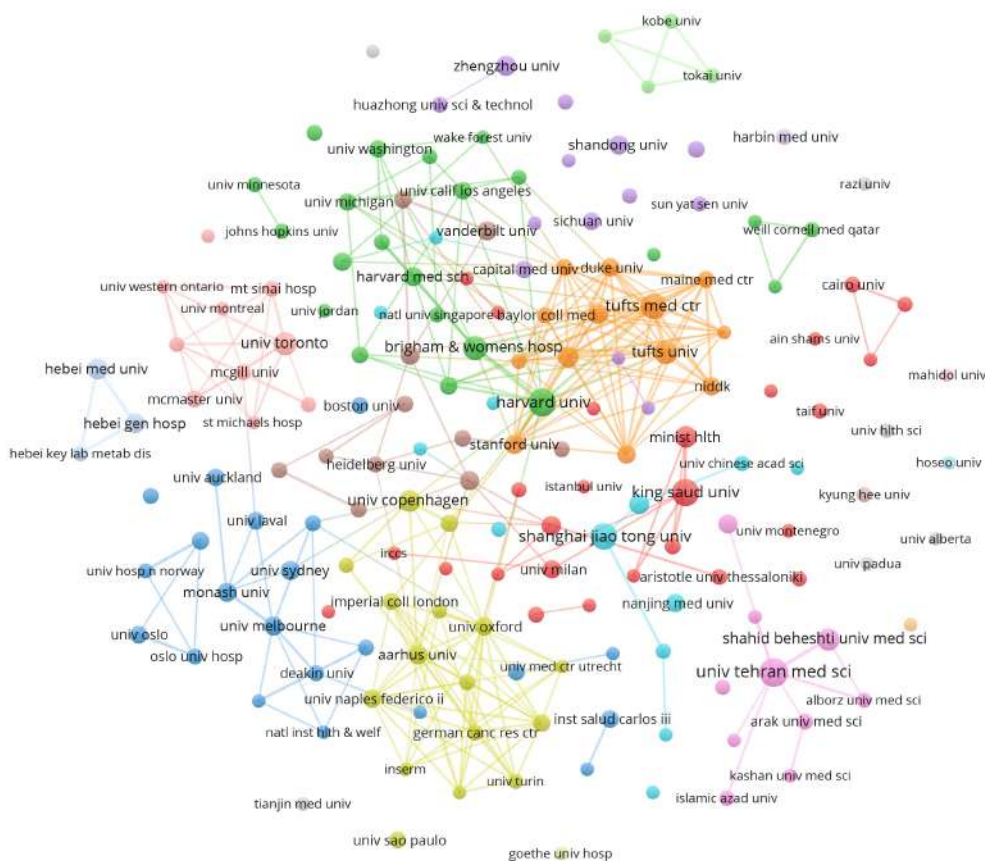 kobe univ
zhengzhou univ
tokai univ
huazhong univ sci & technol
wake forest univ
univ washington
shandong univ
harbin med univ
univ minnesota
univ calif los angeles
razi univ
univ michigan
sun yat sen univ
johns hopkins univ
vanderbilt univ
sichuan univ
weill cornell med qatar
harvard med sch
capital med univ
duke univ
maine med ctr
cairo univ
univ western ontario
mt sinai hosp
univ montreal
univ jordan
natl univ singapore
baylor coll med
tufts med ctr
univ toronto
brigham & womens hosp
tufts univ
ain shams univ
hebei med univ
mcgill univ
niddk
mahidol univ
mcmaster univ
boston univ
harvard univ
taif univ
hebei gen hosp
st michaels hosp
stanford univ
minist hlth
univ hlth sci
hebei key lab metab dis
heidelberg univ
univ chinese acad sci
hoseo univ
univ auckland
istanbul univ
king saud univ
kyung hee univ
univ copenhagen
univ laval
shanghai jiao tong univ
univ montenegro
univ alberta
irccs
univ hosp n norway
univ sydney
univ milan
aristotle univ thessaloniki
univ padua
monash univ
imperial coll london
nanjing med univ
univ oslo
univ melbourne
univ oxford
shahid beheshti univ med sci
oslo univ hosp
aarhus univ
univ med ctr utrecht
univ tehran med sci
deakin univ
univ naples federico ii
alborz univ med sci
natl inst hlth & welf
german canc res ctr
inst salud carlos iii
arak univ med sci
inserm
univ turin
kashan univ med sci
tianjin med univ
islamic azad univ
univ sao paulo
goethe univ hosp